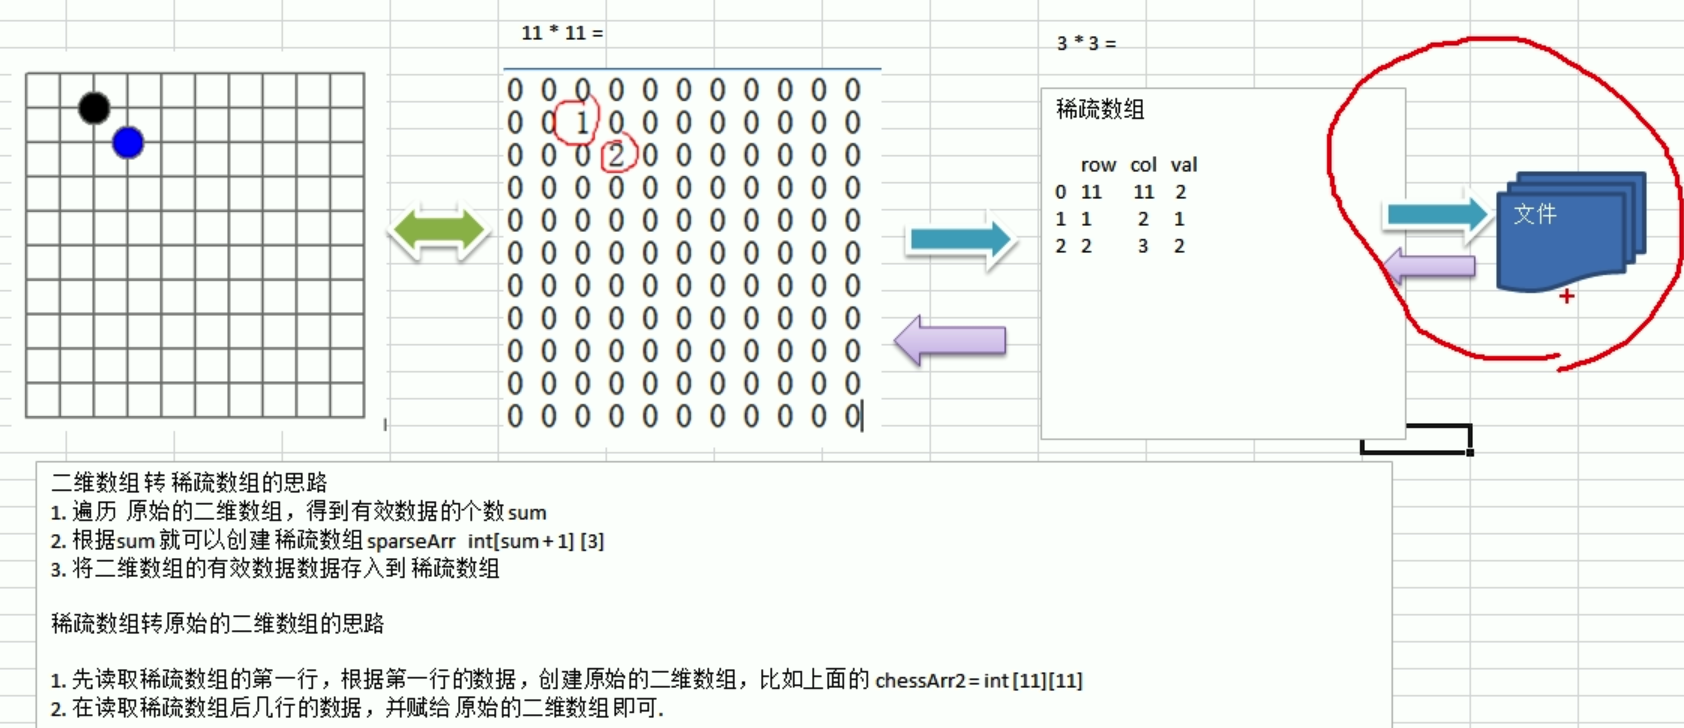 11 * 11 =
0 0 0 0 0 0 0 0 0 0 0
0 0 1 0 0 0 0 0 0 0 0
0 0 0 2 0 0 0 0 0 0 0
0 0 0 0 0 0 0 0 0 0 0
0 0 0 0 0 0 0 0 0 0 0
0 0 0 0 0 0 0 0 0 0 0
0 0 0 0 0 0 0 0 0 0 0
0 0 0 0 0 0 0 0 0 0 0
0 0 0 0 0 0 0 0 0 0 0
0 0 0 0 0 0 0 0 0 0 0
0 0 0 0 0 0 0 0 0 0 0
3 * 3 =
稀疏数组
row col val
0 11 11 2
1 1 2 1
2 2 3 2
文件
二维数组 转 稀疏数组的思路
1. 遍历 原始的二维数组，得到有效数据的个数 sum
2. 根据sum 就可以创建 稀疏数组 sparseArr int[sum + 1] [3]
3. 将二维数组的有效数据数据存入到 稀疏数组
稀疏数组转原始的二维数组的思路
1. 先读取稀疏数组的第一行，根据第一行的数据，创建原始的二维数组，比如上面的 chessArr2 = int [11][11]
2. 在读取稀疏数组后几行的数据，并赋给 原始的二维数组 即可.